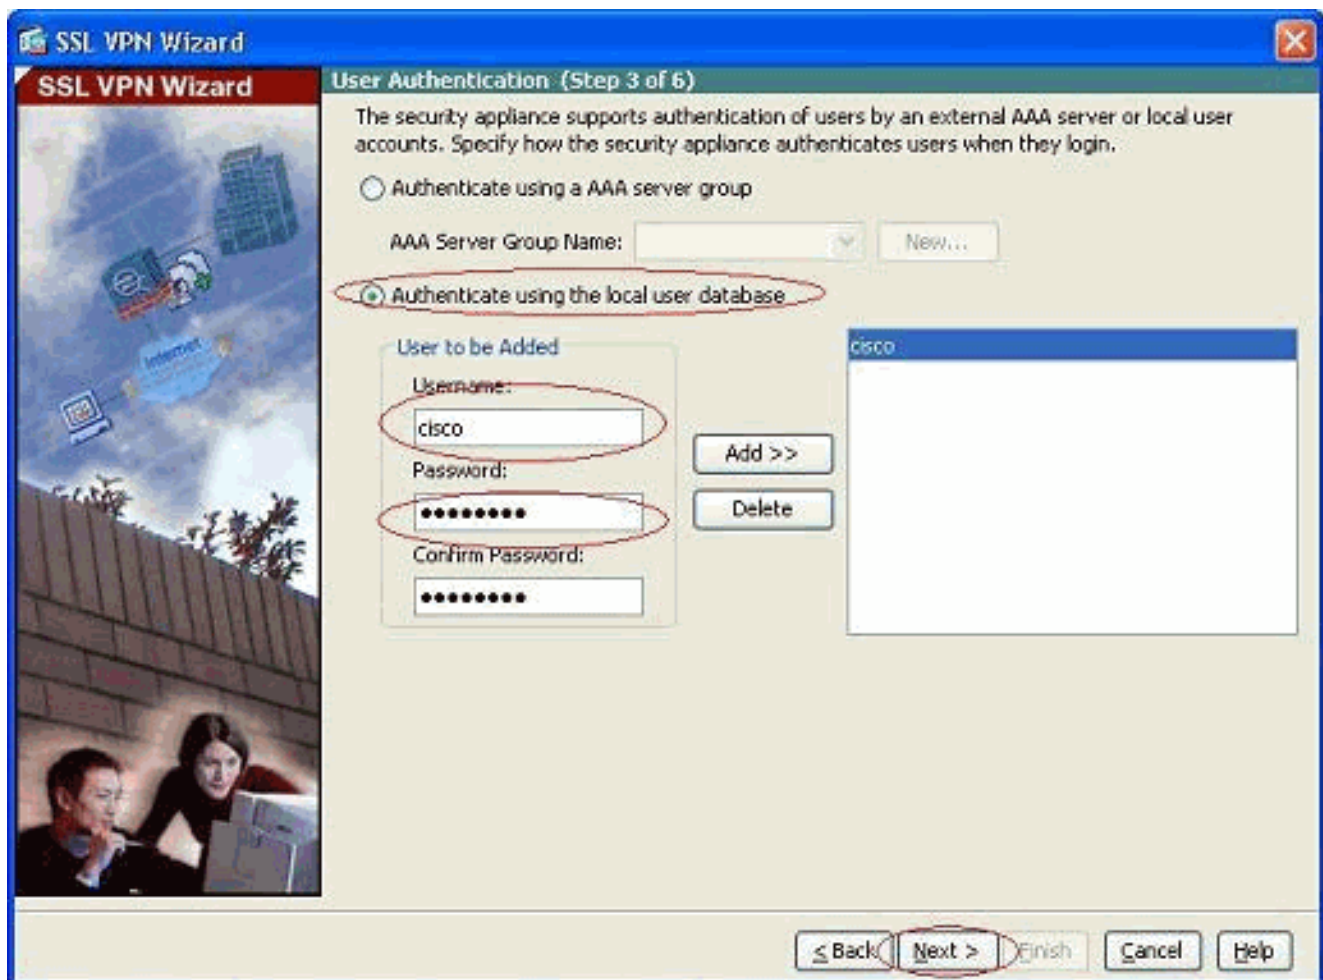 SSL VPN Wizard
SSL VPN Wizard
User Authentication (Step 3 of 6)
The security appliance supports authentication of users by an external AAA server or local user
accounts. Specify how the security appliance authenticates users when they login.
Authenticate using a AAA server group
AAA Server Group Name:
New...
Authenticate using the local user database
User to be Added
Username:
cisco
Password:
●●●●●●●●
Confirm Password:
●●●●●●●●
Add >>
Delete
cisco
Internet
< Back
Next >
Finish
Cancel
Help